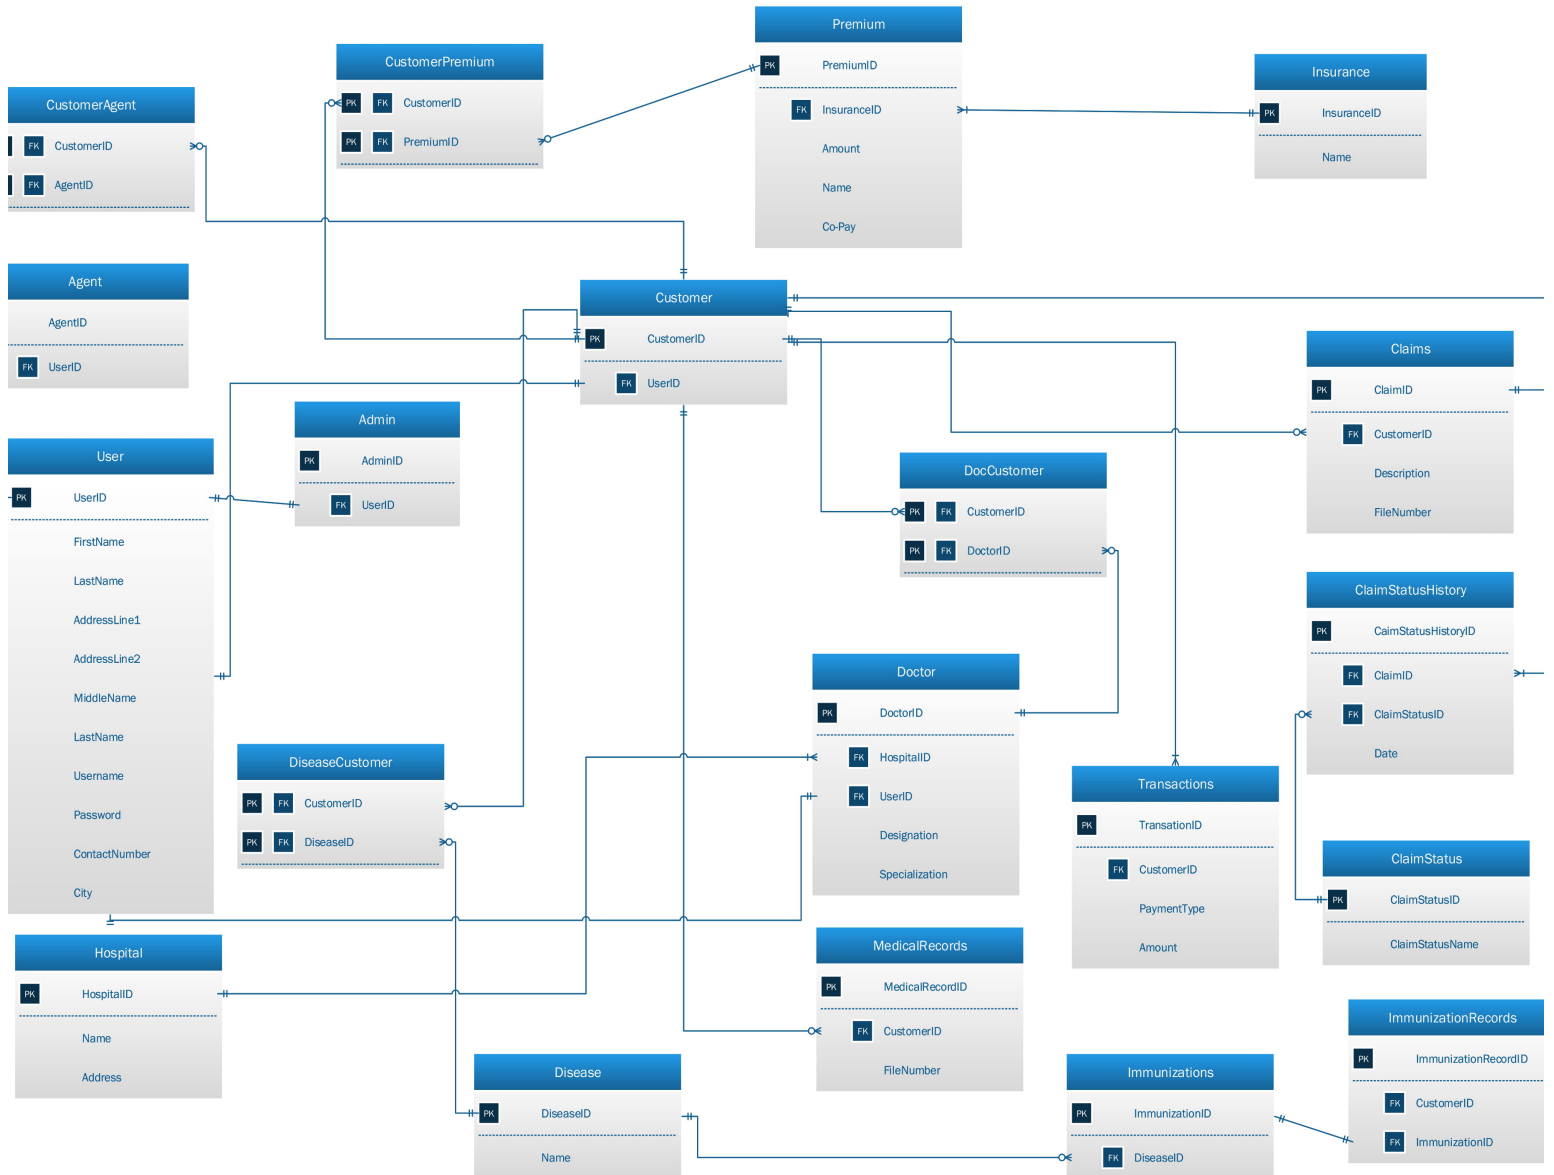 Premium
PK PremiumID
FK InsuranceID
Amount
Name
Co-Pay
CustomerPremium
PK FK CustomerID
PK FK PremiumID
Insurance
PK InsuranceID
Name
CustomerAgent
FK CustomerID
FK AgentID
Agent
AgentID
FK UserID
Customer
PK CustomerID
FK UserID
Claims
PK ClaimID
FK CustomerID
Description
FileNumber
Admin
PK AdminID
FK UserID
User
PK UserID
FirstName
LastName
AddressLine1
AddressLine2
MiddleName
LastName
Username
Password
ContactNumber
City
DocCustomer
PK FK CustomerID
PK FK DoctorID
ClaimStatusHistory
PK CaimStatusHistoryID
FK ClaimID
FK ClaimStatusID
Date
Doctor
PK DoctorID
FK HospitalID
FK UserID
Designation
Specialization
DiseaseCustomer
PK FK CustomerID
PK FK DiseaseID
Transactions
PK TransationID
FK CustomerID
PaymentType
Amount
ClaimStatus
PK ClaimStatusID
ClaimStatusName
Hospital
PK HospitalID
Name
Address
MedicalRecords
PK MedicalRecordID
FK CustomerID
FileNumber
ImmunizationRecords
PK ImmunizationRecordID
FK CustomerID
FK ImmunizationID
Disease
PK DiseaseID
Name
Immunizations
PK ImmunizationID
FK DiseaseID